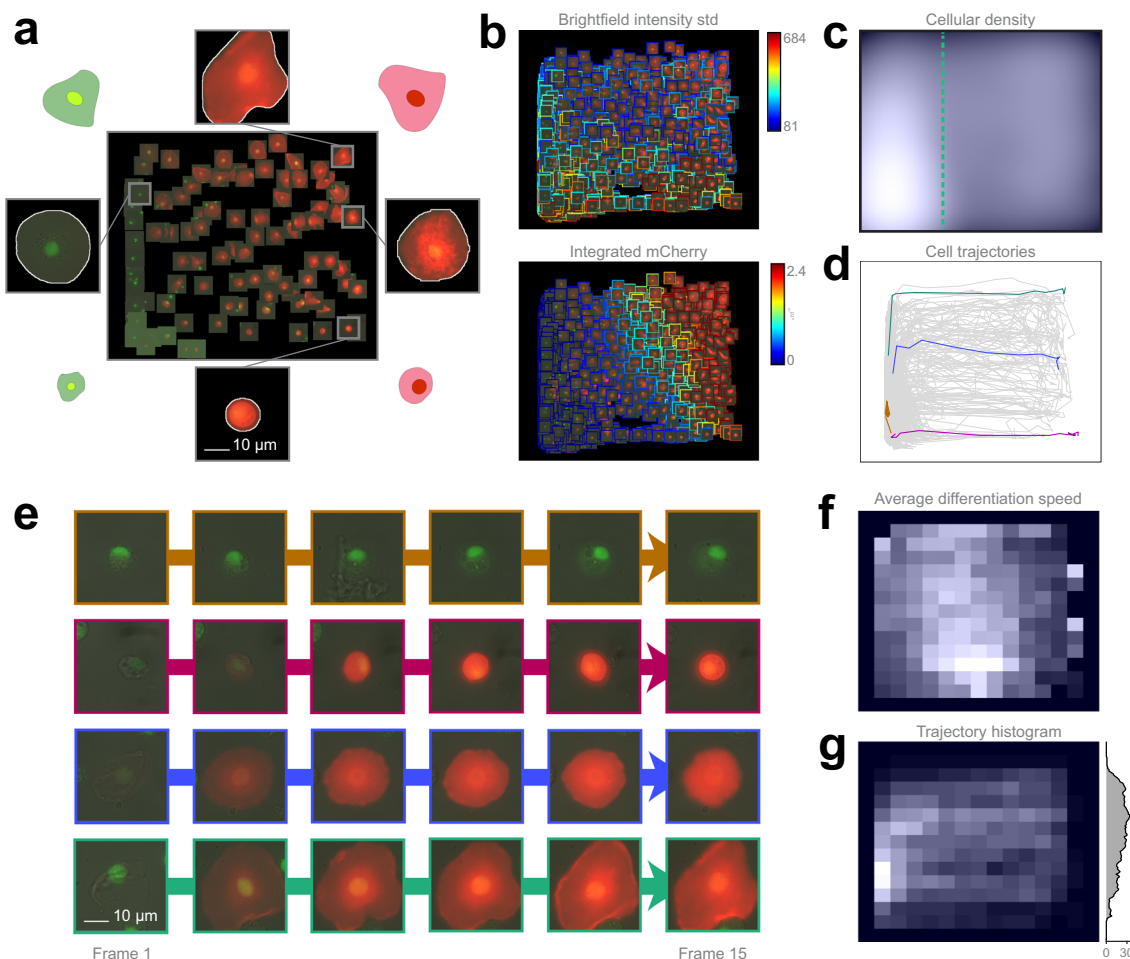 a
10 µm
b
Brightfield intensity std
684
81
Integrated mCherry
2.4
0
c
Cellular density
d
Cell trajectories
e
10 µm
Frame 1
Frame 15
f
Average differentiation speed
g
Trajectory histogram
0 30